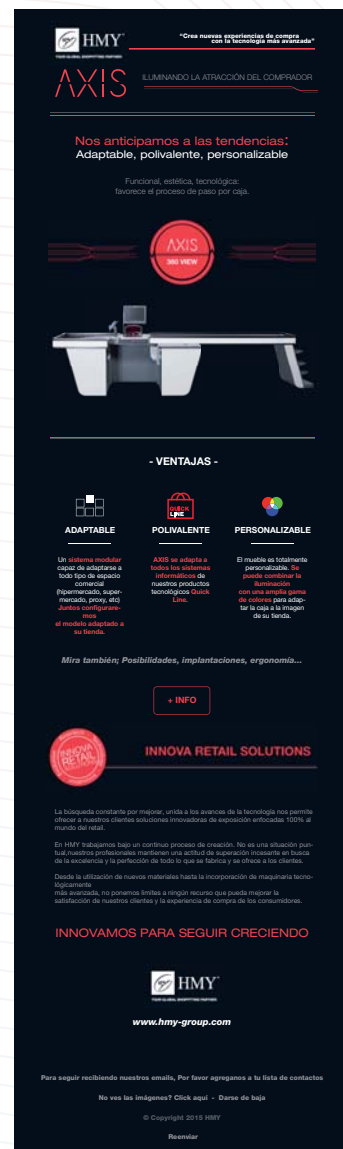 HMY
YOUR GLOBAL SHOPFITTING PARTNER
"Crea nuevas experiencias de compra
con la tecnología más avanzada"
AXIS
ILUMINANDO LA ATRACCIÓN DEL COMPRADOR
Nos anticipamos a las tendencias:
Adaptable, polivalente, personalizable
Funcional, estética, tecnológica:
favorece el proceso de paso por caja.
AXIS
360 VIEW
- VENTAJAS -
QUICK
LINE
ADAPTABLE
Un sistema modular
capaz de adaptarse a
todo tipo de espacio
comercial
(hipermercado, super-
mercado, proxy, etc)
Juntos configurare-
mos
el modelo adaptado a
su tienda.
POLIVALENTE
AXIS se adapta a
todos los sistemas
informáticos de
nuestros productos
tecnológicos Quick
Line.
PERSONALIZABLE
El mueble es totalmente
personalizable. Se
puede combinar la
iluminación
con una amplia gama
de colores para adap-
tar la caja a la imagen
de su tienda.
Mira también; Posibilidades, implantaciones, ergonomía...
+ INFO
INNOVA
RETAIL
INNOVA RETAIL SOLUTIONS
La búsqueda constante por mejorar, unida a los avances de la tecnología nos permite
ofrecer a nuestros clientes soluciones innovadoras de exposición enfocadas 100% al
mundo del retail.
En HMY trabajamos bajo un continuo proceso de creación. No es una situación pun-
tual,nuestros profesionales mantienen una actitud de superación incesante en busca
de la excelencia y la perfección de todo lo que se fabrica y se ofrece a los clientes.
Desde la utilización de nuevos materiales hasta la incorporación de maquinaria tecno-
lógicamente
más avanzada, no ponemos limites a ningún recurso que pueda mejorar la
satisfacción de nuestros clientes y la experiencia de compra de los consumidores.
INNOVAMOS PARA SEGUIR CRECIENDO
HMY
YOUR GLOBAL SHOPFITTING PARTNER
www.hmy-group.com
Para seguir recibiendo nuestros emails, Por favor agreganos a tu lista de contactos
No ves las imágenes? Click aquí - Darse de baja
© Copyright 2015 HMY
Reenviar